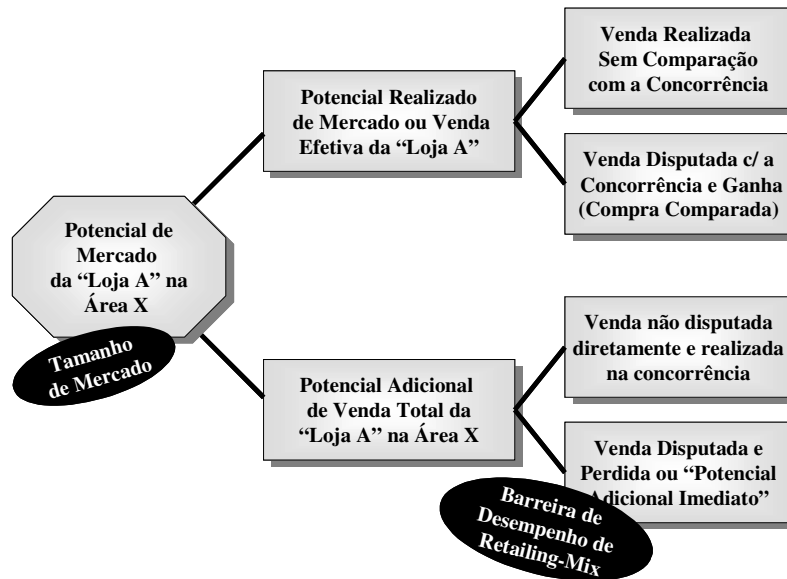 Potencial de
Mercado
da “Loja A” na
Área X
Tamanho
de Mercado
Potencial Realizado
de Mercado ou Venda
Efetiva da “Loja A”
Venda Realizada
Sem Comparação
com a Concorrência
Venda Disputada c/ a
Concorrência e Ganha
(Compra Comparada)
Potencial Adicional
de Venda Total da
“Loja A” na Área X
Venda não disputada
diretamente e realizada
na concorrência
Venda Disputada e
Perdida ou “Potencial
Adicional Imediato”
Barreira de
Desempenho de
Retailing-Mix